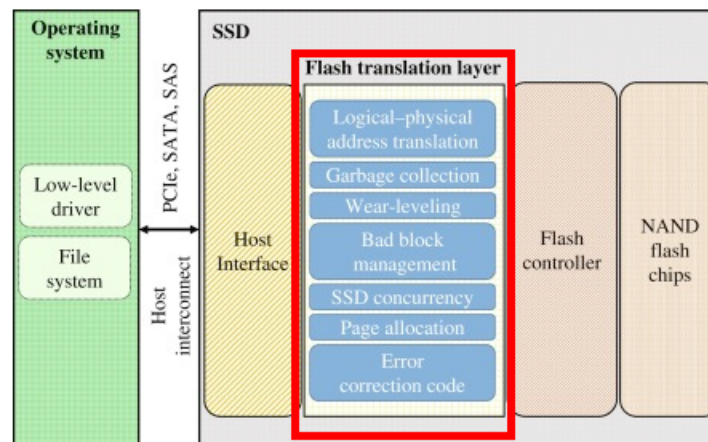 Operating
system
Low-level
driver
File
system
PCIe, SATA, SAS
Host
interconnect
SSD
Host
Interface
Flash translation layer
Logical–physical
address translation
Garbage collection
Wear-leveling
Bad block
management
SSD concurrency
Page allocation
Error
correction code
Flash
controller
NAND
flash
chips